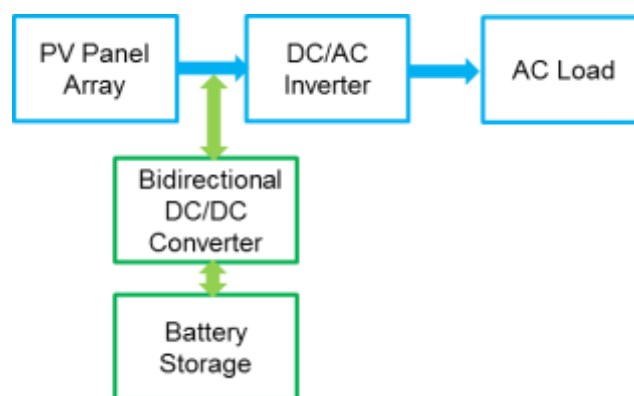 PV Panel
Array
DC/AC
Inverter
AC Load
Bidirectional
DC/DC
Converter
Battery
Storage